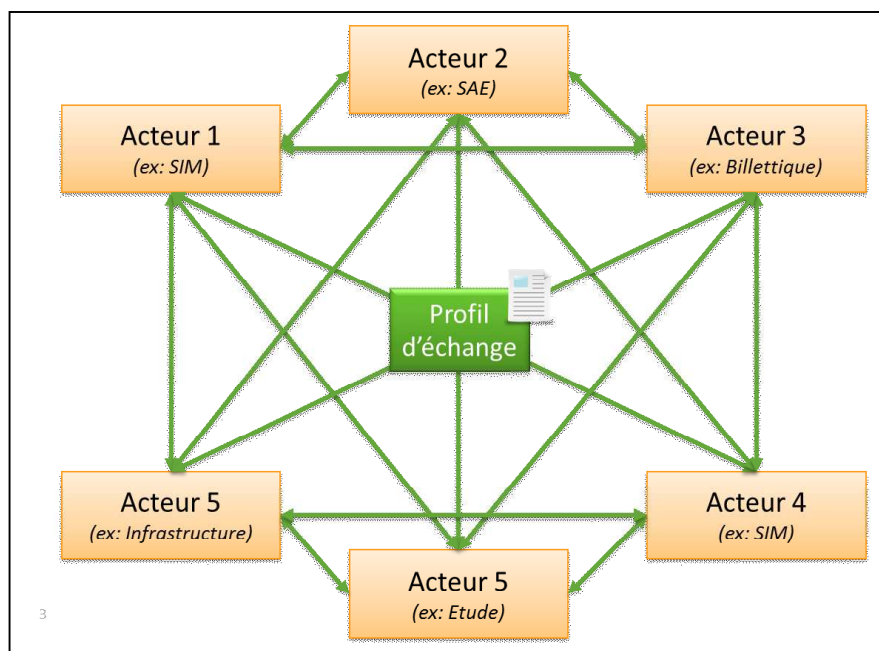 Acteur 2
(ex: SAE)
Acteur 1
(ex: SIM)
Acteur 3
(ex: Billettique)
Profil
d'échange
Acteur 5
(ex: Infrastructure)
Acteur 4
(ex: SIM)
Acteur 5
(ex: Etude)
3